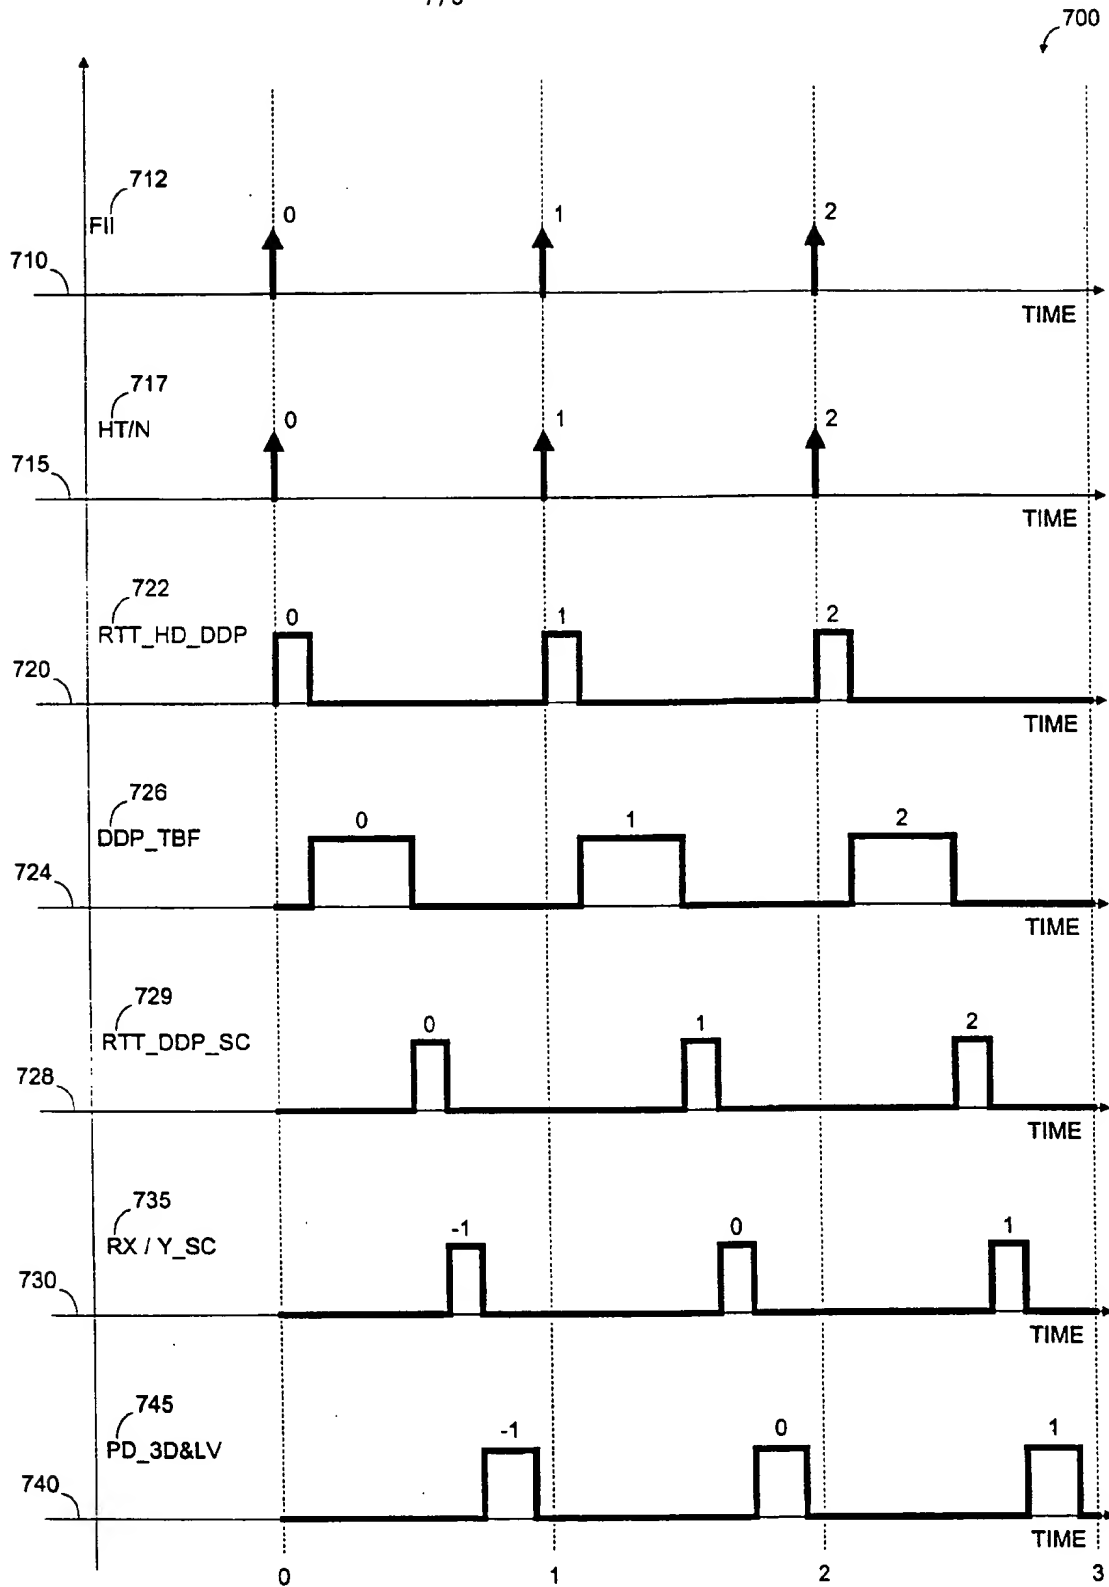 700
712
FII
0
1
2
710
TIME
717
HT/N
0
1
2
715
TIME
722
RTT_HD_DDP
0
1
2
720
TIME
726
DDP_TBF
0
1
2
724
TIME
729
RTT_DDP_SC
0
1
2
728
TIME
735
RX / Y_SC
-1
0
1
730
TIME
745
PD_3D&LV
-1
0
1
740
TIME
0
1
2
3